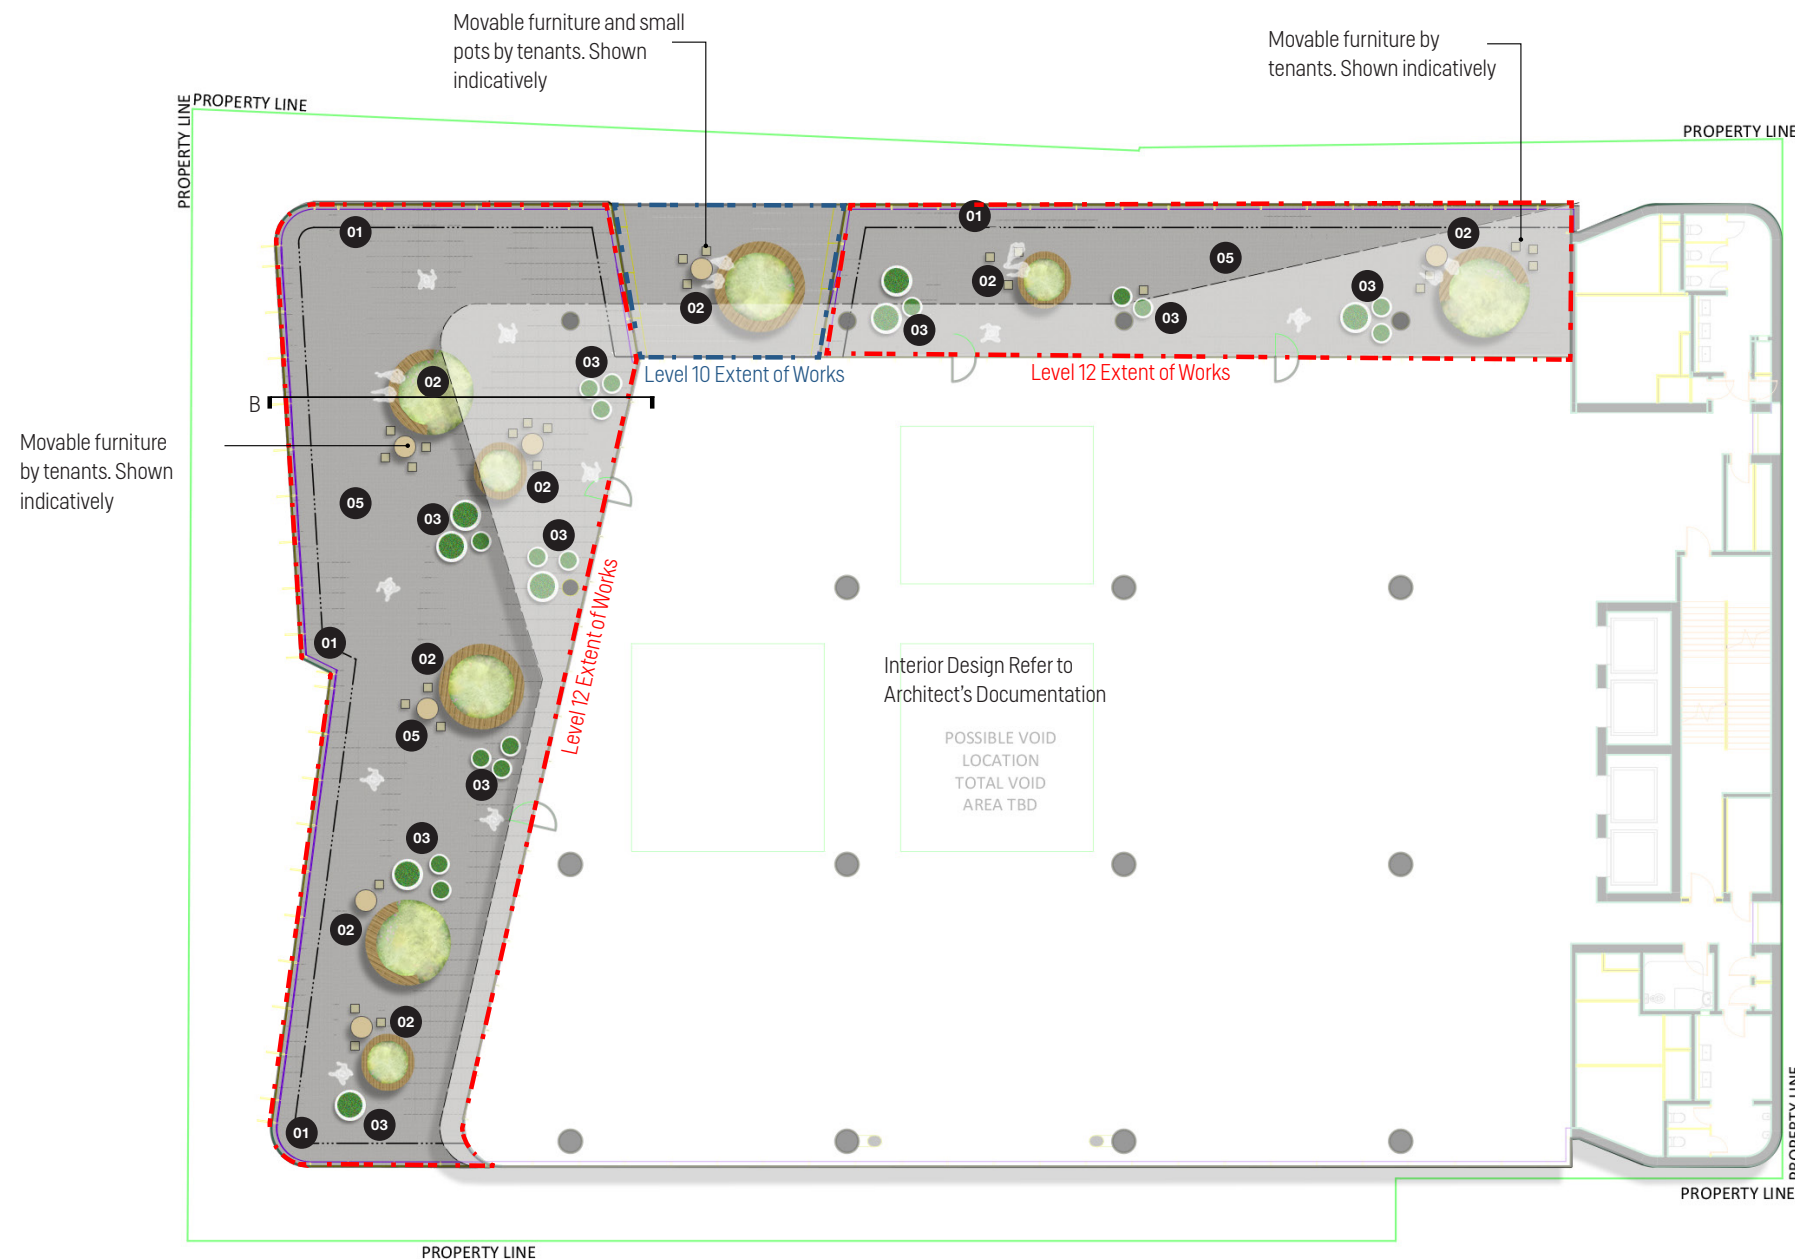 Movable furniture and small
pots by tenants. Shown
indicatively
Movable furniture by
tenants. Shown indicatively
PROPERTY LINE
PROPERTY LINE
PROPERTY LINE
01
01
02
05
02
02
03
03
03
03
02
Level 10 Extent of Works
Level 12 Extent of Works
B
Movable furniture
by tenants. Shown
indicatively
02
05
03
03
Level 12 Extent of Works
01
02
05
03
Interior Design Refer to
Architect's Documentation
POSSIBLE VOID
LOCATION
TOTAL VOID
AREA TBD
03
02
02
03
01
PROPERTY LINE
PROPERTY LINE
PROPERTY LINE